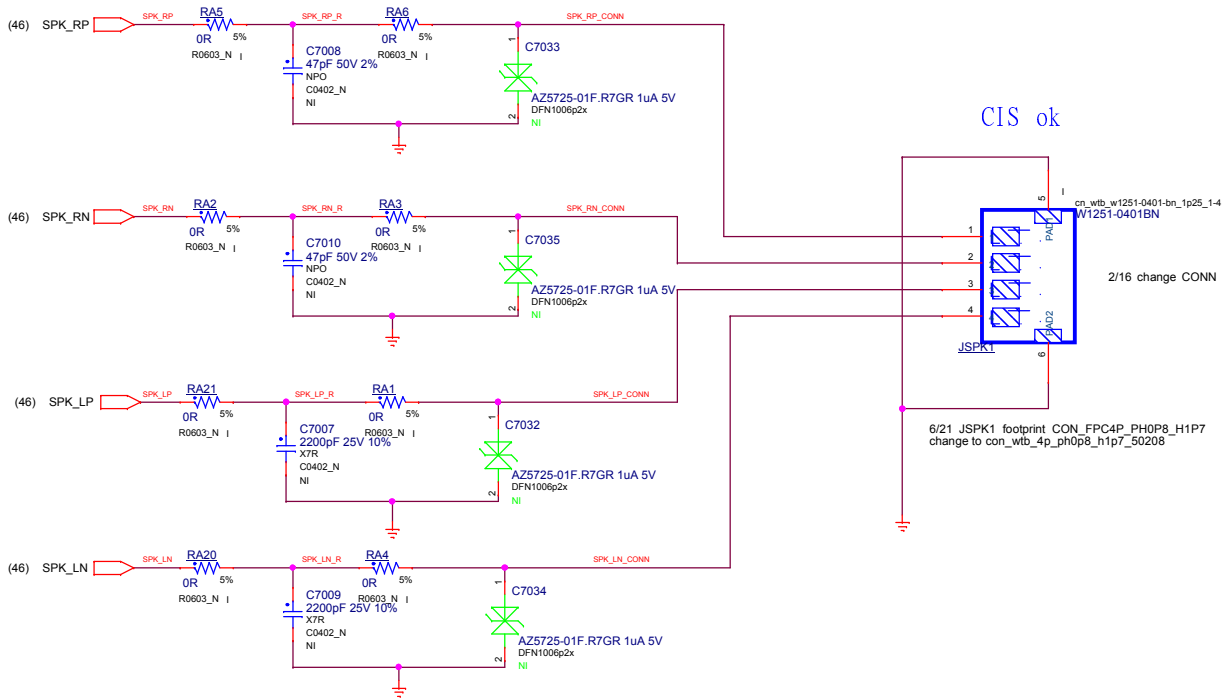 (46) SPK_RP
SPK_RP
RA5
0R
5%
R0603_N I
SPK_RP_R
RA6
0R
5%
R0603_N I
SPK_RP_CONN
C7008
47pF 50V 2%
NPO
C0402_N
NI
1
C7033
AZ5725-01F.R7GR 1uA 5V
DFN1006p2x
2
NI
(46) SPK_RN
SPK_RN
RA2
0R
5%
R0603_N I
SPK_RN_R
RA3
0R
5%
R0603_N I
SPK_RN_CONN
C7010
47pF 50V 2%
NPO
C0402_N
NI
1
C7035
AZ5725-01F.R7GR 1uA 5V
DFN1006p2x
2
NI
(46) SPK_LP
SPK_LP
RA21
0R
5%
R0603_N I
SPK_LP_R
RA1
0R
5%
R0603_N I
SPK_LP_CONN
C7007
2200pF 25V 10%
X7R
C0402_N
NI
1
C7032
AZ5725-01F.R7GR 1uA 5V
DFN1006p2x
2
NI
(46) SPK_LN
SPK_LN
RA20
0R
5%
R0603_N I
SPK_LN_R
RA4
0R
5%
R0603_N I
SPK_LN_CONN
C7009
2200pF 25V 10%
X7R
C0402_N
NI
1
C7034
AZ5725-01F.R7GR 1uA 5V
DFN1006p2x
2
NI
CIS ok
I
cn_wtb_w1251-0401-bn_1p25_1-4
W1251-0401BN
5
PAD1
1
2
3
4
PAD2
6
JSPK1
2/16 change CONN
6/21 JSPK1 footprint CON_FPC4P_PH0P8_H1P7
change to con_wtb_4p_ph0p8_h1p7_50208